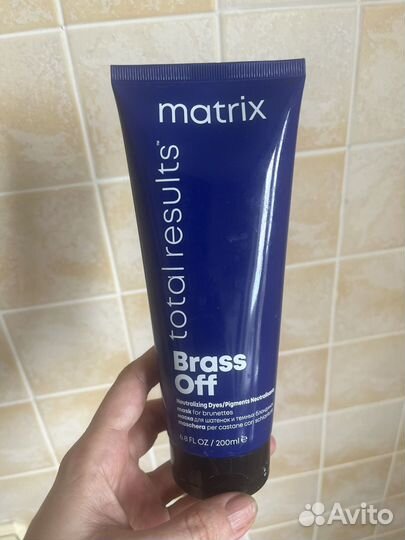 matrix
total results™
Brass
Off
Neutralizing Dyes/Pigments Neutralisants
mask for brunettes
маска для шатенок и темных блондинок
maschera per castane con schiariture
6.8 FL OZ / 200ml e
Avito